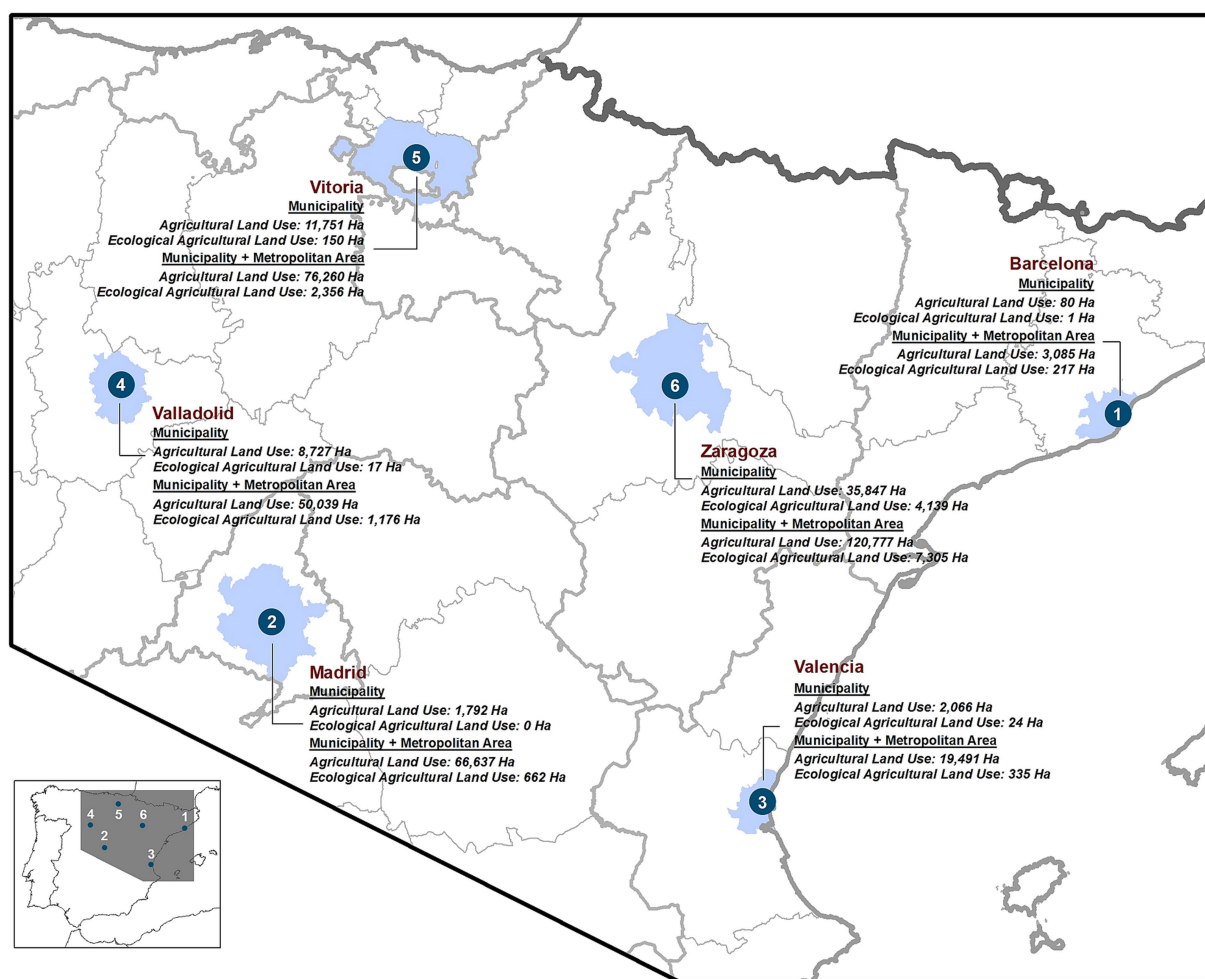 5
Vitoria
Municipality
Agricultural Land Use: 11,751 Ha
Ecological Agricultural Land Use: 150 Ha
Municipality + Metropolitan Area
Agricultural Land Use: 76,260 Ha
Ecological Agricultural Land Use: 2,356 Ha
Barcelona
Municipality
Agricultural Land Use: 80 Ha
Ecological Agricultural Land Use: 1 Ha
Municipality + Metropolitan Area
Agricultural Land Use: 3,085 Ha
Ecological Agricultural Land Use: 217 Ha
1
4
Valladolid
Municipality
Agricultural Land Use: 8,727 Ha
Ecological Agricultural Land Use: 17 Ha
Municipality + Metropolitan Area
Agricultural Land Use: 50,039 Ha
Ecological Agricultural Land Use: 1,176 Ha
6
Zaragoza
Municipality
Agricultural Land Use: 35,847 Ha
Ecological Agricultural Land Use: 4,139 Ha
Municipality + Metropolitan Area
Agricultural Land Use: 120,777 Ha
Ecological Agricultural Land Use: 7,305 Ha
2
Madrid
Municipality
Agricultural Land Use: 1,792 Ha
Ecological Agricultural Land Use: 0 Ha
Municipality + Metropolitan Area
Agricultural Land Use: 66,637 Ha
Ecological Agricultural Land Use: 662 Ha
Valencia
Municipality
Agricultural Land Use: 2,066 Ha
Ecological Agricultural Land Use: 24 Ha
Municipality + Metropolitan Area
Agricultural Land Use: 19,491 Ha
Ecological Agricultural Land Use: 335 Ha
3
4 5 6 1
2
3